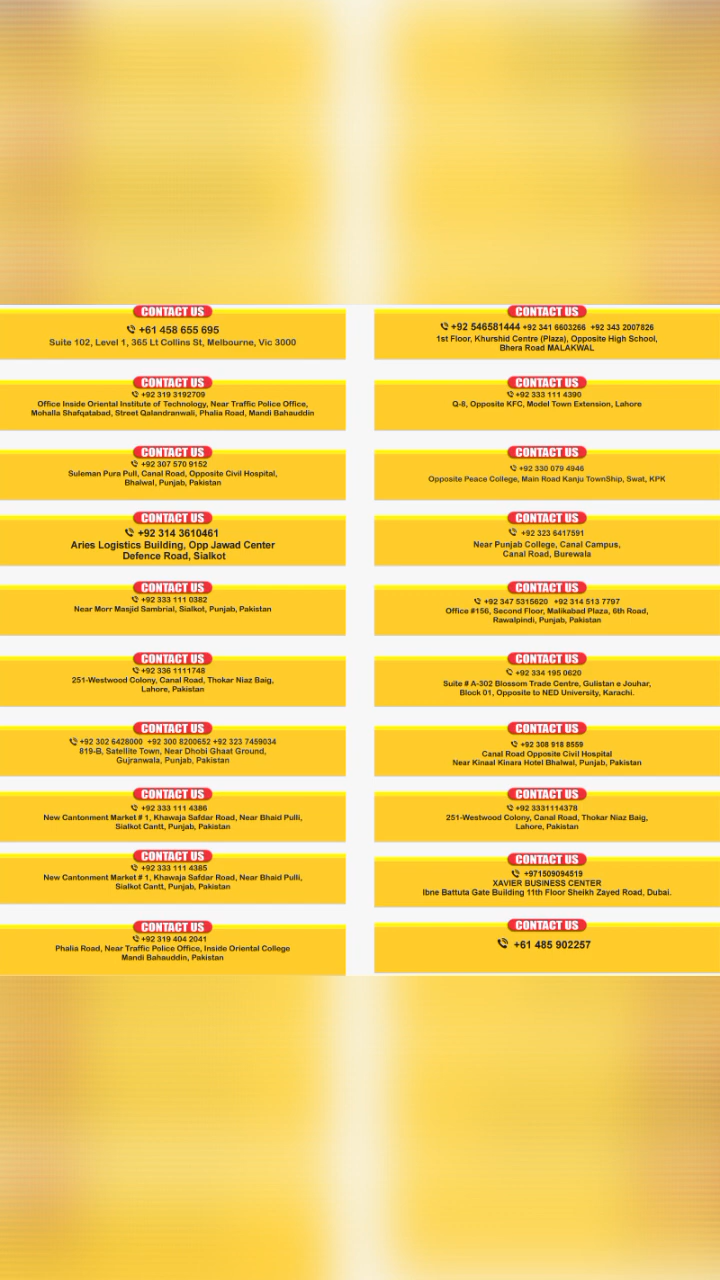 CONTACT US
+61 458 655 695
Suite 102, Level 1, 365 Lt Collins St, Melbourne, Vic 3000
CONTACT US
+92 319 3192709
Office Inside Oriental Institute of Technology, Near Traffic Police Office,
Mohalla Shafqatabad, Street Qalandranwali, Phalia Road, Mandi Bahauddin
CONTACT US
+92 307 570 9152
Suleman Pura Pull, Canal Road, Opposite Civil Hospital,
Bhalwal, Punjab, Pakistan
CONTACT US
+92 314 3610461
Aries Logistics Building, Opp Jawad Center
Defence Road, Sialkot
CONTACT US
+92 333 111 0382
Near Morr Masjid Sambrial, Sialkot, Punjab, Pakistan
CONTACT US
+92 336 1111748
251-Westwood Colony, Canal Road, Thokar Niaz Baig,
Lahore, Pakistan
CONTACT US
+92 302 6428000 +92 300 8200652 +92 323 7459034
819-B, Satellite Town, Near Dhobi Ghaat Ground,
Gujranwala, Punjab, Pakistan
CONTACT US
+92 333 111 4386
New Cantonment Market # 1, Khawaja Safdar Road, Near Bhaid Pulli,
Sialkot Cantt, Punjab, Pakistan
CONTACT US
+92 333 111 4385
New Cantonment Market # 1, Khawaja Safdar Road, Near Bhaid Pulli,
Sialkot Cantt, Punjab, Pakistan
CONTACT US
+92 319 404 2041
Phalia Road, Near Traffic Police Office, Inside Oriental College
Mandi Bahauddin, Pakistan
CONTACT US
+92 546581444 +92 341 6603266 +92 343 2007826
1st Floor, Khurshid Centre (Plaza), Opposite High School,
Bhera Road MALAKWAL
CONTACT US
+92 333 111 4390
Q-8, Opposite KFC, Model Town Extension, Lahore
CONTACT US
+92 330 079 4946
Opposite Peace College, Main Road Kanju TownShip, Swat, KPK
CONTACT US
+92 323 6417591
Near Punjab College, Canal Campus,
Canal Road, Burewala
CONTACT US
+92 347 5315620 +92 314 513 7797
Office #156, Second Floor, Malikabad Plaza, 6th Road,
Rawalpindi, Punjab, Pakistan
CONTACT US
+92 334 195 0620
Suite # A-302 Blossom Trade Centre, Gulistan e Jouhar,
Block 01, Opposite to NED University, Karachi.
CONTACT US
+92 308 918 8559
Canal Road Opposite Civil Hospital
Near Kinaal Kinara Hotel Bhalwal, Punjab, Pakistan
CONTACT US
+92 3331114378
251-Westwood Colony, Canal Road, Thokar Niaz Baig,
Lahore, Pakistan
CONTACT US
+971509094519
XAVIER BUSINESS CENTER
Ibne Battuta Gate Building 11th Floor Sheikh Zayed Road, Dubai.
CONTACT US
+61 485 902257